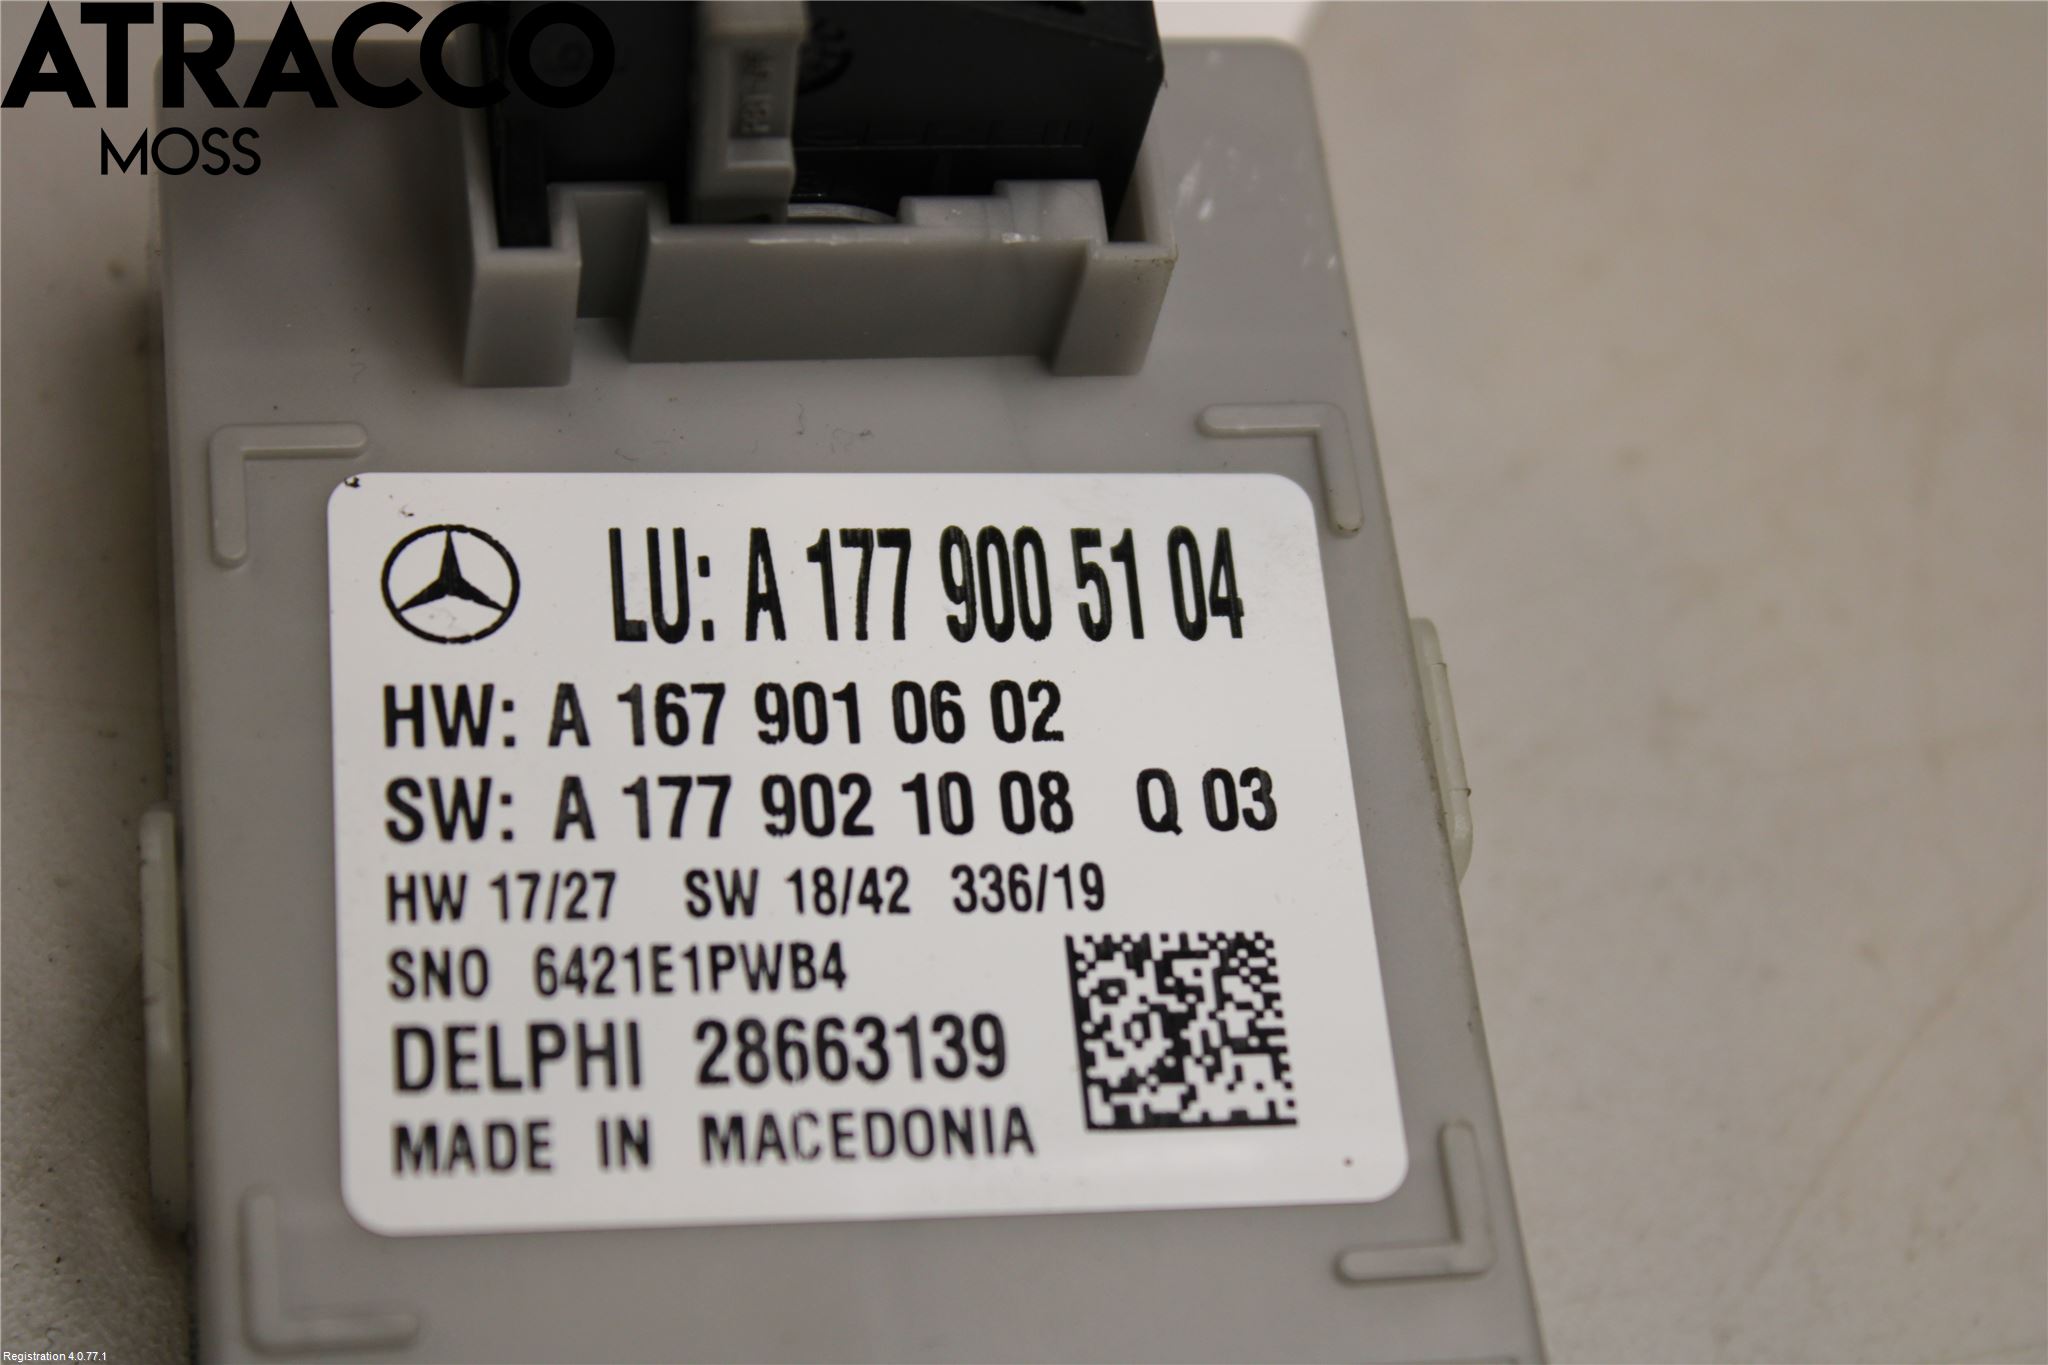 ATRACCO
MOSS
LU: A 177 900 51 04
HW: A 167 901 06 02
SW: A 177 902 10 08 Q 03
HW 17/27 SW 18/42 336/19
SNO 6421E1PWB4
DELPHI 28663139
MADE IN MACEDONIA
Registration 4.0.77.1